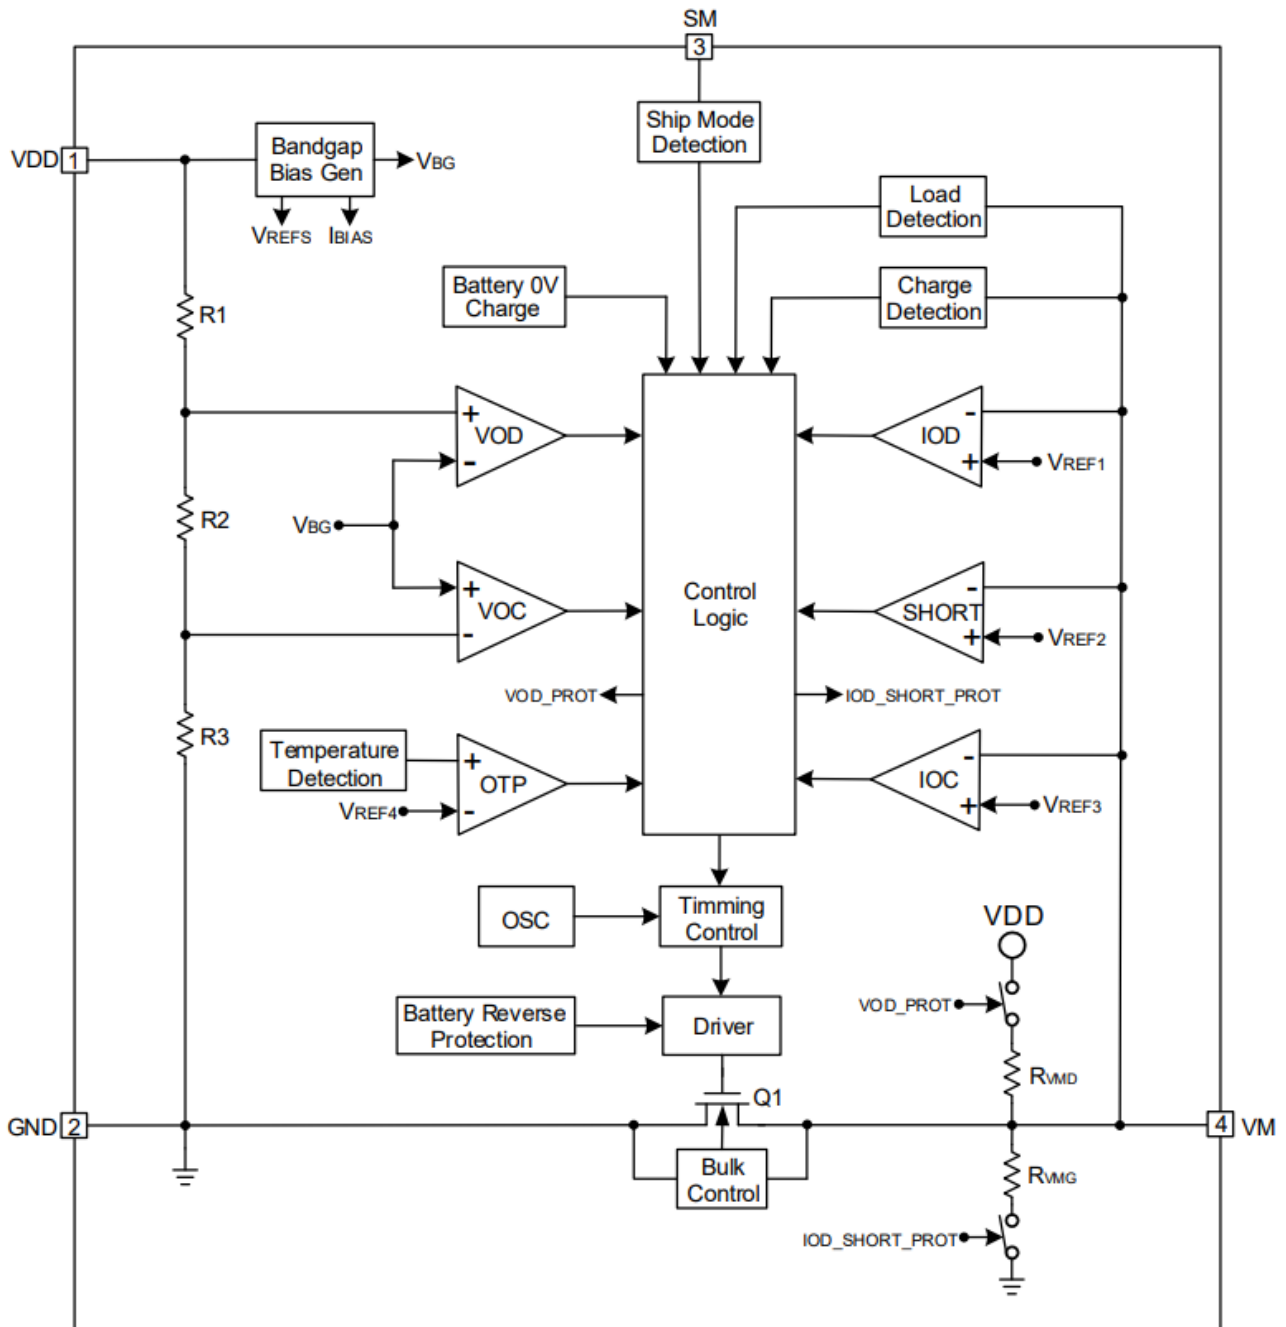 SM
3
Ship Mode
Detection
VDD 1
Bandgap
Bias Gen
VBG
VREFS IBIAS
Load
Detection
Battery 0V
Charge
Charge
Detection
R1
+
VOD
-
-
IOD
+
VREF1
R2
VBG
+
VOC
-
Control
Logic
-
SHORT
+
VREF2
VOD_PROT
IOD_SHORT_PROT
R3
Temperature
Detection
+
OTP
-
VREF4
-
IOC
+
VREF3
OSC
Timming
Control
VDD
VOD_PROT
Battery Reverse
Protection
Driver
RVMD
Q1
GND 2
4 VM
Bulk
Control
RVMG
IOD_SHORT_PROT